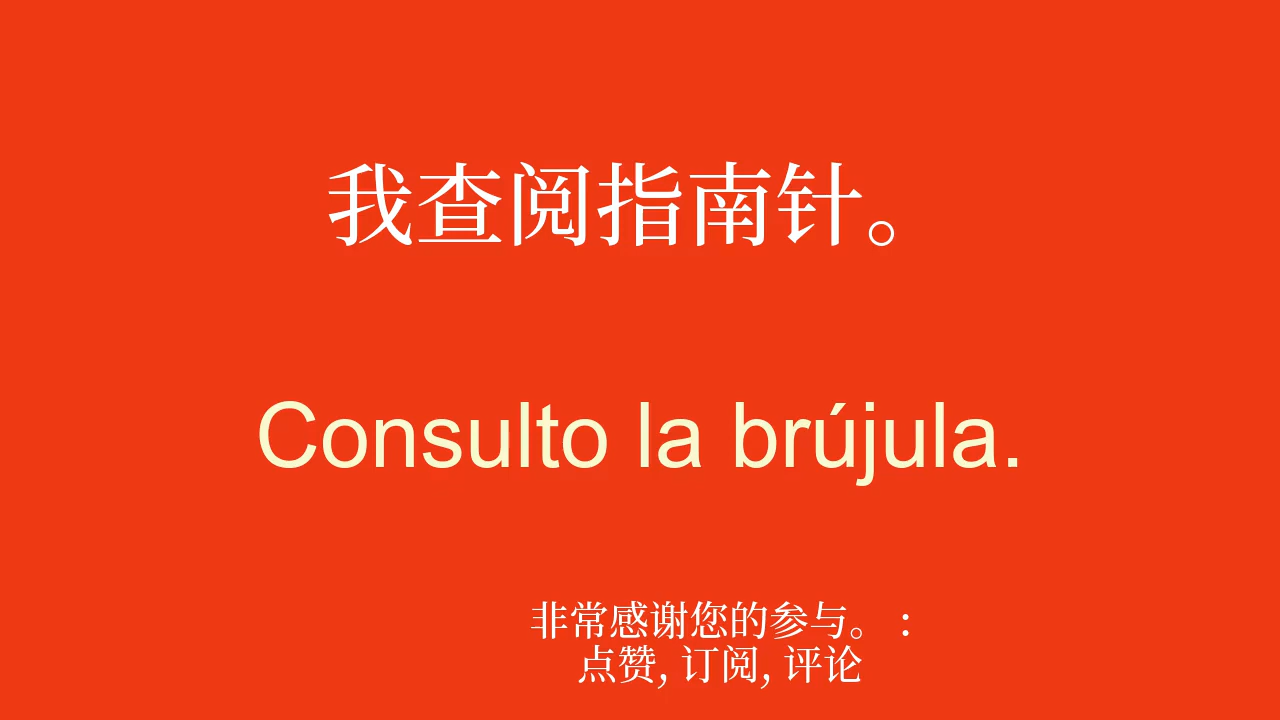 我查阅指南针。
Consulto la brújula.
非常感谢您的参与。 :
点赞, 订阅, 评论